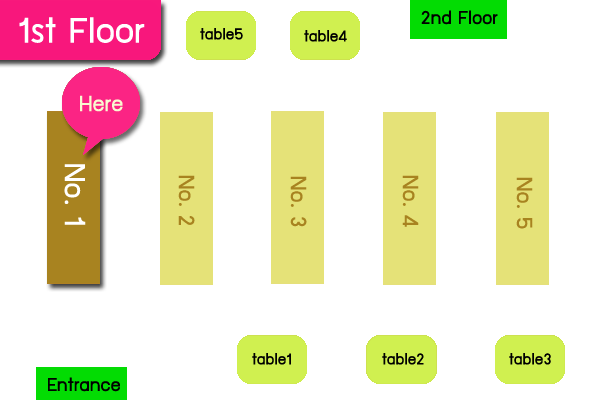 1st Floor
table5
table4
2nd Floor
Here
No. 1
No. 2
No. 3
No. 4
No. 5
table1
table2
table3
Entrance